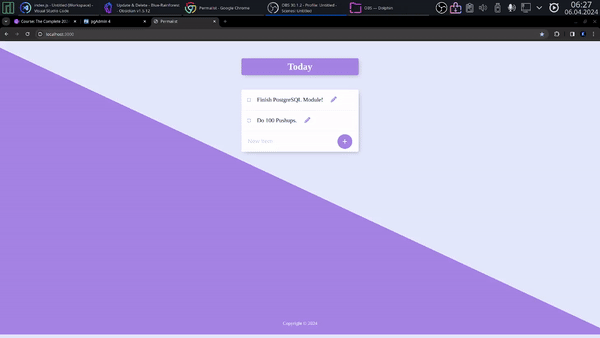 index.js - Untitled (Workspace) - Visual Studio Code
Update & Delete - Blue-Rainforest - Obsidian v1.5.12
Permalist - Google Chrome
OBS 30.1.2 - Profile: Untitled - Scenes: Untitled
OBS — Dolphin
06:27
06.04.2024
Course: The Complete 20
pgAdmin 4
Permalist
localhost:3000
Today
Finish PostgreSQL Module!
Do 100 Pushups.
New Item
+
Copyright © 2024